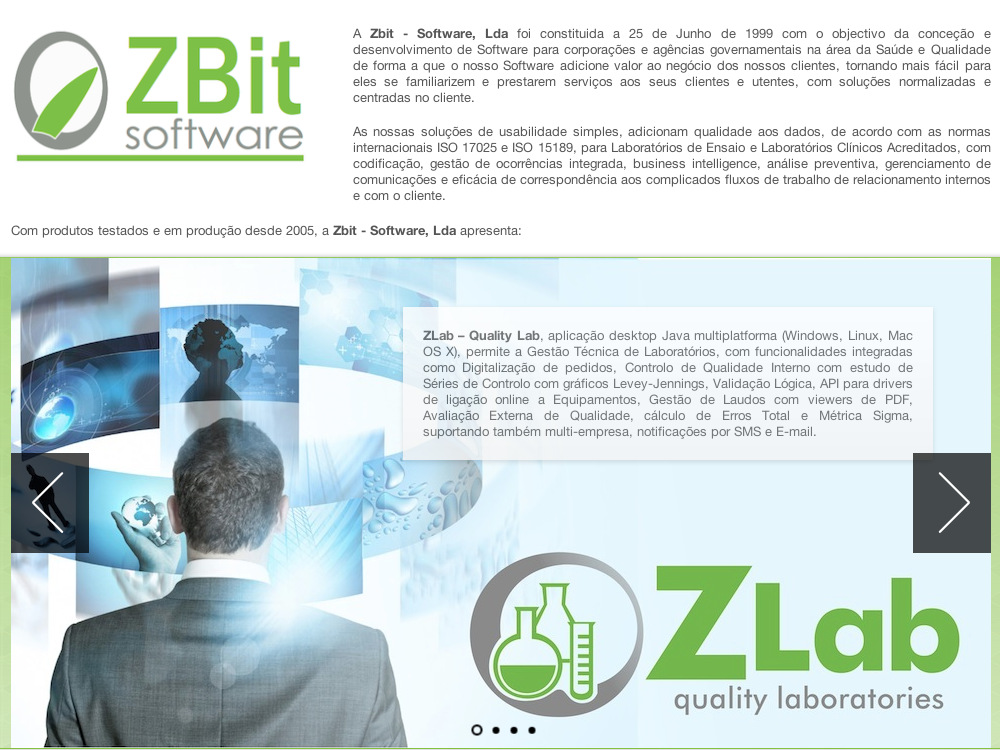 ZBit
software
A Zbit - Software, Lda foi constituida a 25 de Junho de 1999 com o objectivo da conceção e
desenvolvimento de Software para corporações e agências governamentais na área da Saúde e Qualidade
de forma a que o nosso Software adicione valor ao negócio dos nossos clientes, tornando mais fácil para
eles se familiarizem e prestarem serviços aos seus clientes e utentes, com soluções normalizadas e
centradas no cliente.
As nossas soluções de usabilidade simples, adicionam qualidade aos dados, de acordo com as normas
internacionais ISO 17025 e ISO 15189, para Laboratórios de Ensaio e Laboratórios Clínicos Acreditados, com
codificação, gestão de ocorrências integrada, business intelligence, análise preventiva, gerenciamento de
comunicações e eficácia de correspondência aos complicados fluxos de trabalho de relacionamento internos
e com o cliente.
Com produtos testados e em produção desde 2005, a Zbit - Software, Lda apresenta:
ZLab – Quality Lab, aplicação desktop Java multiplatforma (Windows, Linux, Mac
OS X), permite a Gestão Técnica de Laboratórios, com funcionalidades integradas
como Digitalização de pedidos, Controlo de Qualidade Interno com estudo de
Séries de Controlo com gráficos Levey-Jennings, Validação Lógica, API para drivers
de ligação online a Equipamentos, Gestão de Laudos com viewers de PDF,
Avaliação Externa de Qualidade, cálculo de Erros Total e Métrica Sigma,
suportando também multi-empresa, notificações por SMS e E-mail.
ZLab
quality laboratories